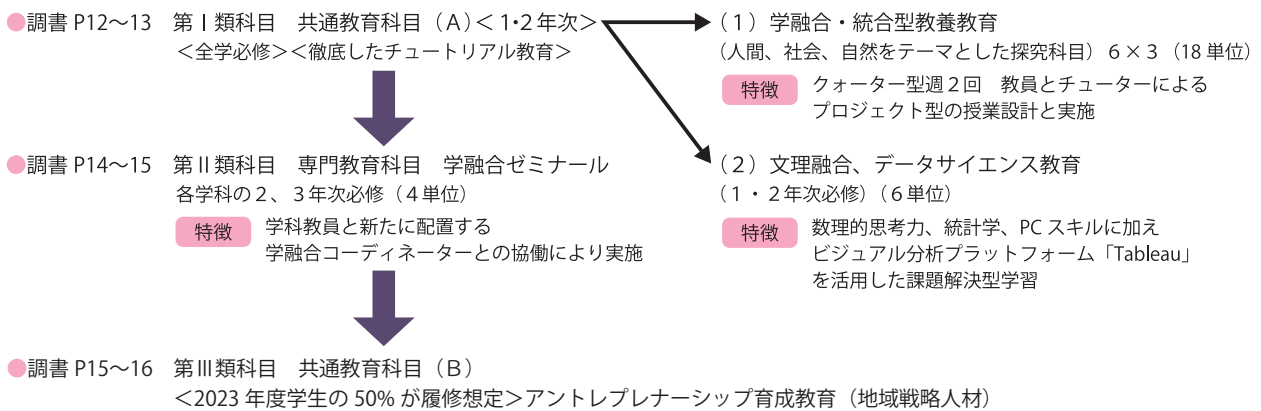 ●調書 P12～13　第Ⅰ類科目　共通教育科目（A）＜ 1・2 年次＞
＜全学必修＞＜徹底したチュートリアル教育＞
（1）学融合・統合型教養教育
（人間、社会、自然をテーマとした探究科目）6 × 3（18 単位）
特徴
クォーター型週 2 回　教員とチューターによる
プロジェクト型の授業設計と実施
●調書 P14～15　第Ⅱ類科目　専門教育科目　学融合ゼミナール
各学科の 2 、3 年次必修（4 単位）
特徴
学科教員と新たに配置する
学融合コーディネーターとの協働により実施
（2）文理融合、データサイエンス教育
（1 ・ 2 年次必修）（6 単位）
特徴
数理的思考力、統計学、PC スキルに加え
ビジュアル分析プラットフォーム「Tableau」
を活用した課題解決型学習
●調書 P15～16　第Ⅲ類科目　共通教育科目（B）
＜2023 年度学生の 50% が履修想定＞アントレプレナーシップ育成教育（地域戦略人材）